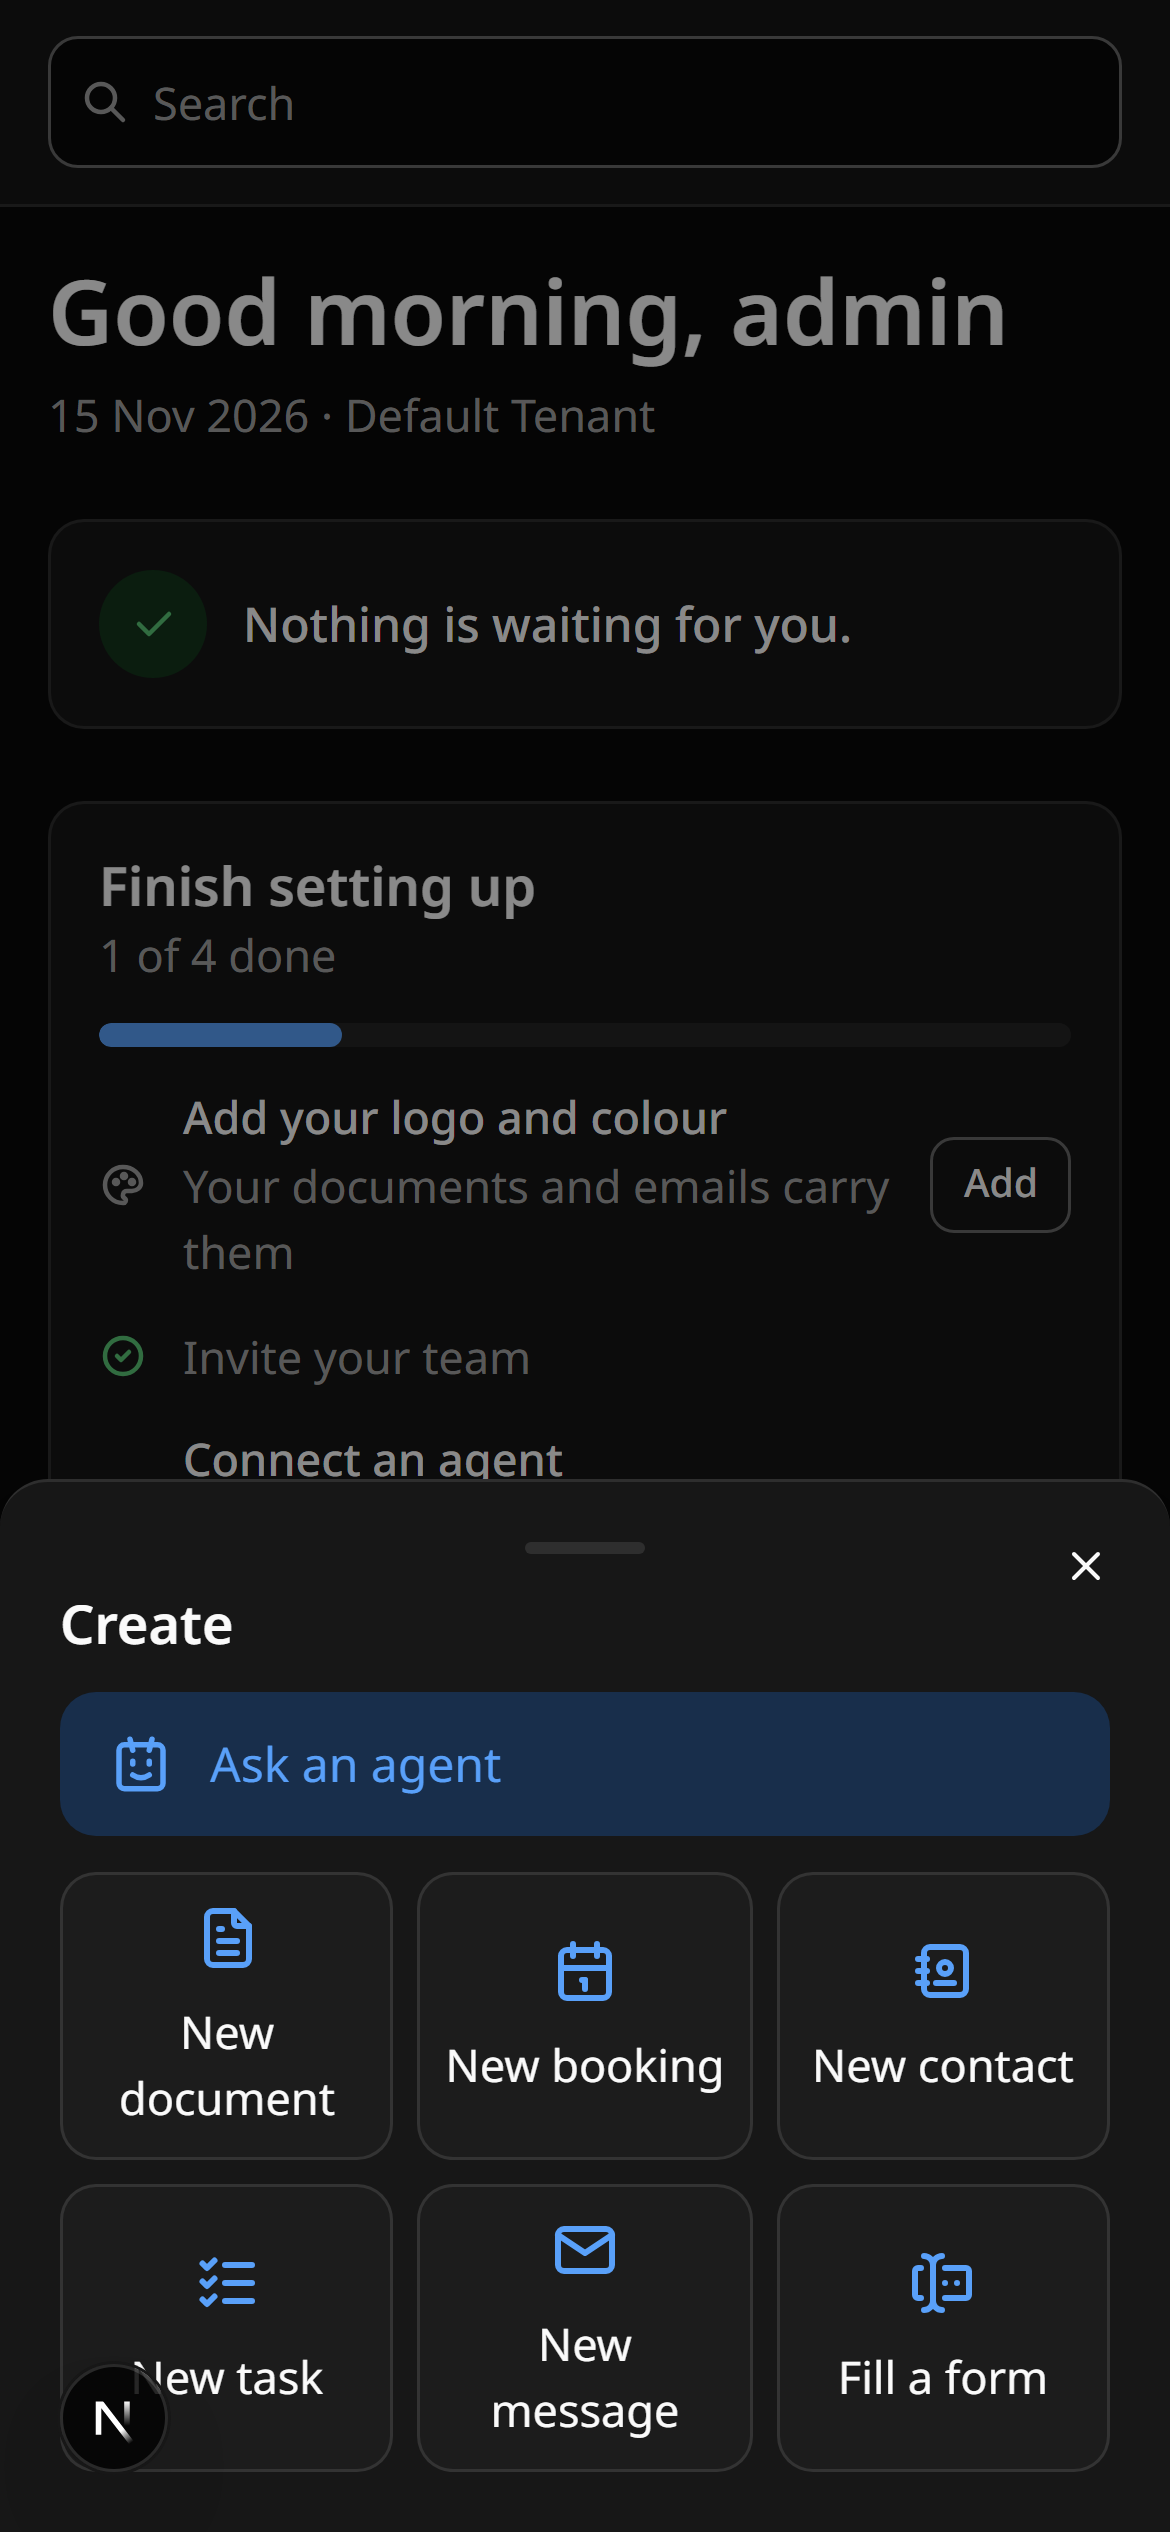 Search
Good morning, admin
15 Nov 2026 · Default Tenant
Nothing is waiting for you.
Finish setting up
1 of 4 done
Add your logo and colour
Your documents and emails carry
them
Add
Invite your team
Connect an agent
Create
Ask an agent
New
document
New booking
New contact
New task
New
message
Fill a form